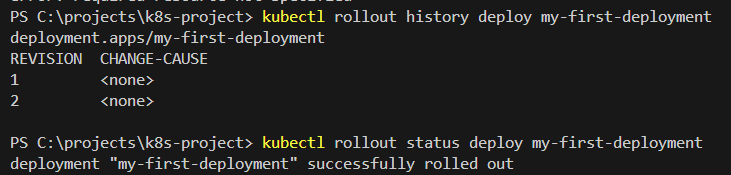 PS C:\projects\k8s-project> kubectl rollout history deploy my-first-deployment
deployment.apps/my-first-deployment
REVISION  CHANGE-CAUSE
1         <none>
2         <none>
PS C:\projects\k8s-project> kubectl rollout status deploy my-first-deployment
deployment "my-first-deployment" successfully rolled out